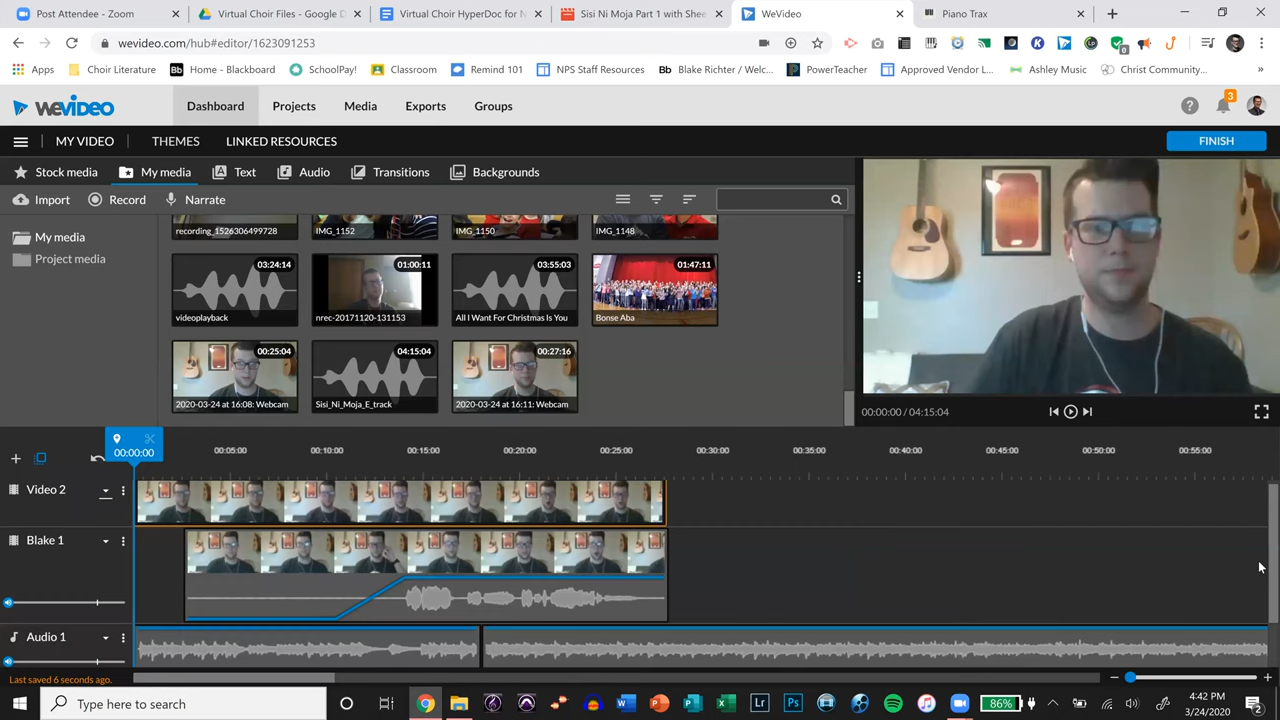 Post Attendee - Zoom
Virtual Choir Files - Google D
Virtual Choir HyperDoc for N
Sisi Ni Moja Part 1 with Shee
WeVideo
Piano Trax
wevideo.com/hub#editor/1623091253
Apps
Choir Literature
Bb Home - Blackboard
SchoolPay!
Classroom
Remind 101
NPS Staff Resources
Bb Blake Richter / Welc...
PowerTeacher
Approved Vendor L...
Ashley Music
Christ Community...
WEVIDEO
Dashboard
Projects
Media
Exports
Groups
3
MY VIDEO
THEMES
LINKED RESOURCES
FINISH
Stock media
My media
Text
Audio
Transitions
Backgrounds
Import
Record
Narrate
My media
Project media
recording_1526306499728
IMG_1152
IMG_1150
IMG_1148
03:24:14
videoplayback
01:00:11
nrec-20171120-131153
03:55:03
All I Want For Christmas Is You
01:47:11
Bonse Aba
00:25:04
2020-03-24 at 16:08: Webcam
04:15:04
Sisi_Ni_Moja_E_track
00:27:16
2020-03-24 at 16:11: Webcam
00:00:00 / 04:15:04
00:00:00
00:05:00
00:10:00
00:15:00
00:20:00
00:25:00
00:30:00
00:35:00
00:40:00
00:45:00
00:50:00
00:55:00
Video 2
Blake 1
Audio 1
Last saved 6 seconds ago.
Type here to search
Lr
Ps
86%
4:42 PM
3/24/2020
2